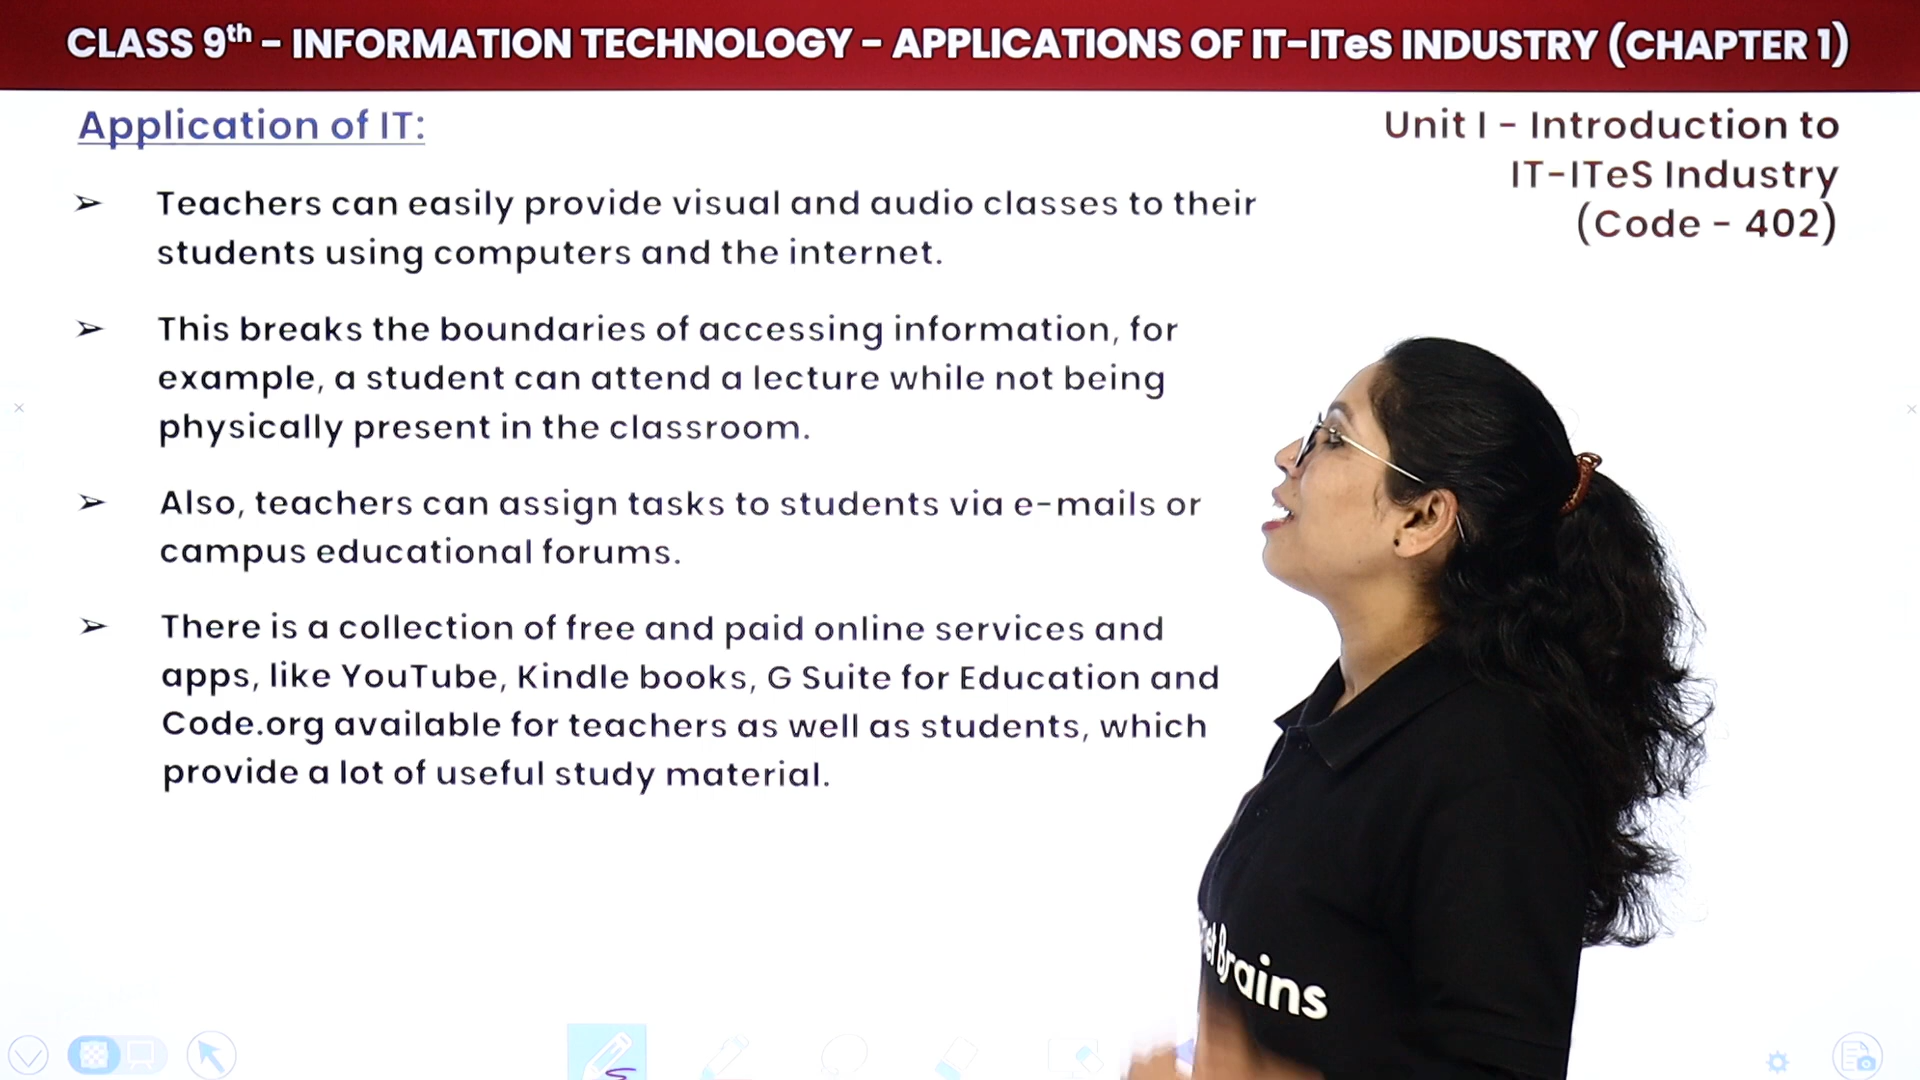 CLASS 9th – INFORMATION TECHNOLOGY – APPLICATIONS OF IT-ITeS INDUSTRY (CHAPTER 1)
Application of IT:
Unit I - Introduction to
IT-ITeS Industry
(Code - 402)
➢ Teachers can easily provide visual and audio classes to their
students using computers and the internet.
➢ This breaks the boundaries of accessing information, for
example, a student can attend a lecture while not being
physically present in the classroom.
➢ Also, teachers can assign tasks to students via e-mails or
campus educational forums.
➢ There is a collection of free and paid online services and
apps, like YouTube, Kindle books, G Suite for Education and
Code.org available for teachers as well as students, which
provide a lot of useful study material.
Brains